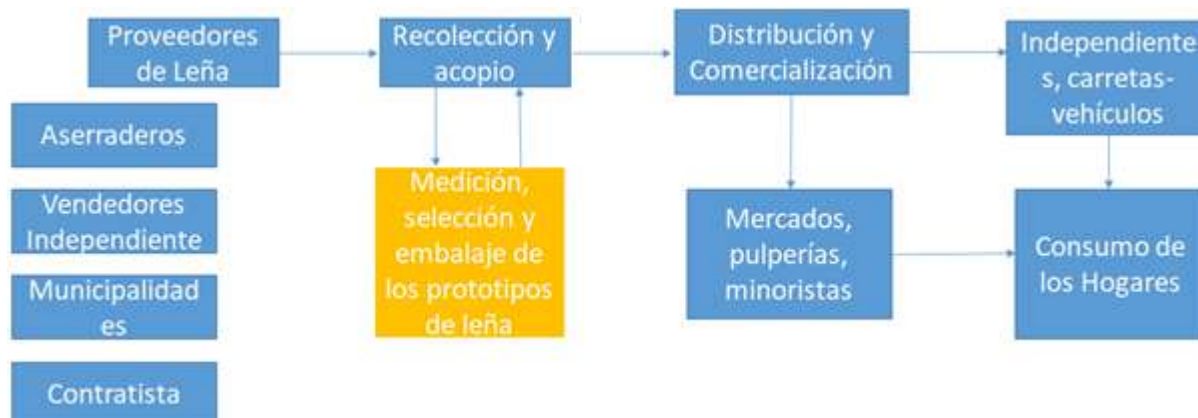 Proveedores
de Leña
Recolección y
acopio
Distribución y
Comercialización
Independiente
s, carretas-
vehículos
Aserraderos
Vendedores
Independiente
Municipalidad
es
Contratista
Medición,
selección y
embalaje de
los prototipos
de leña
Mercados,
pulperías,
minoristas
Consumo de
los Hogares